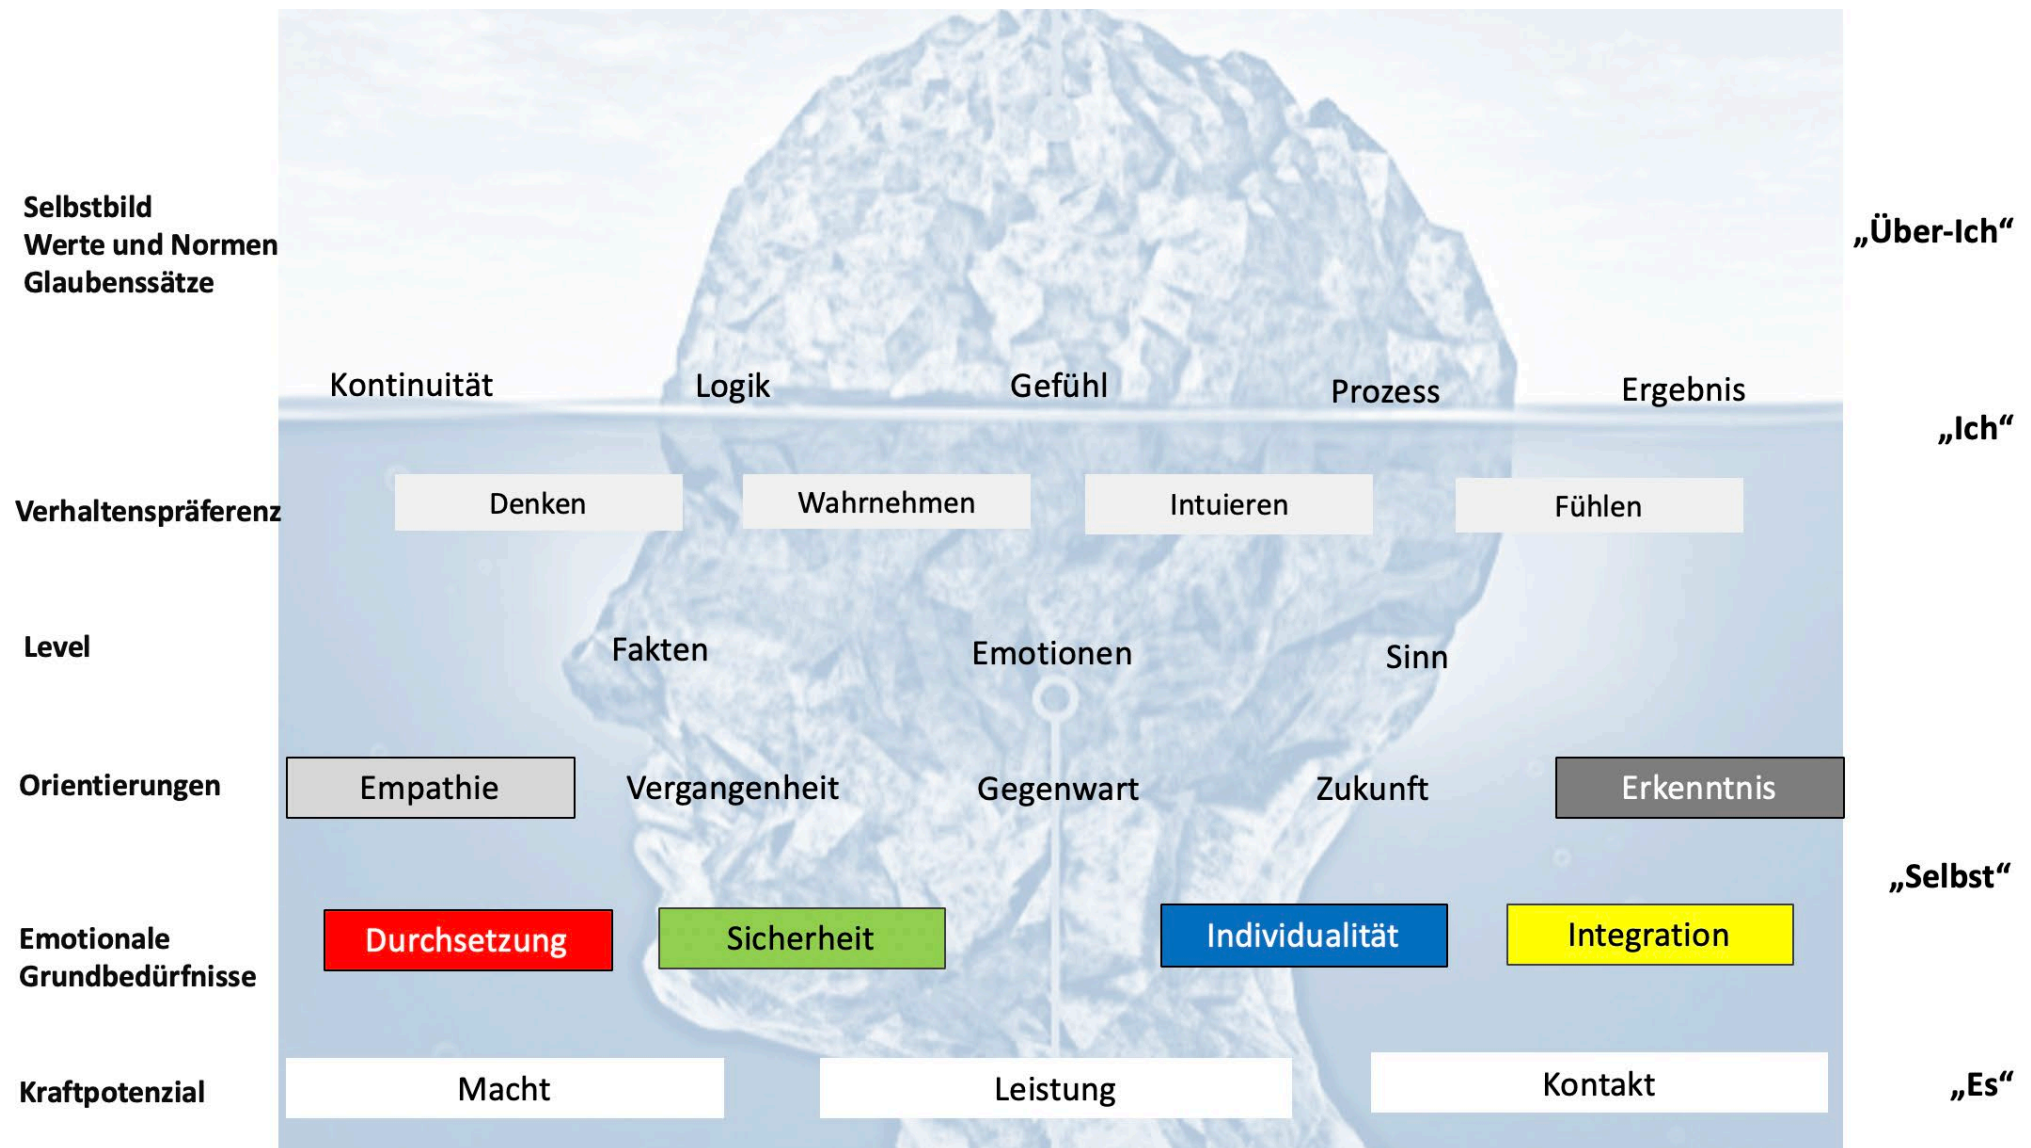 Selbstbild
Werte und Normen
Glaubenssätze
„Über-Ich“
Kontinuität Logik Gefühl Prozess Ergebnis
„Ich“
Verhaltenspräferenz Denken Wahrnehmen Intuieren Fühlen
Level Fakten Emotionen Sinn
Orientierungen Empathie Vergangenheit Gegenwart Zukunft Erkenntnis
„Selbst“
Emotionale
Grundbedürfnisse
Durchsetzung Sicherheit Individualität Integration
Kraftpotenzial Macht Leistung Kontakt „Es“